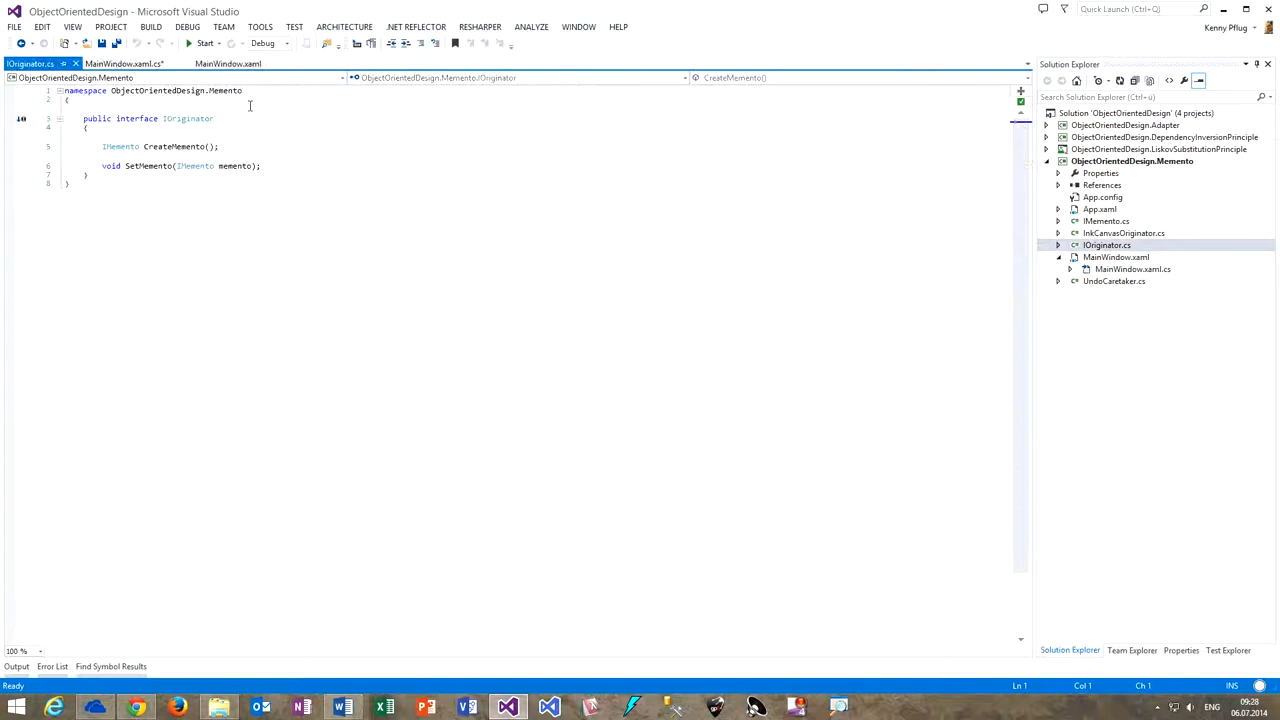 ObjectOrientedDesign - Microsoft Visual Studio
Quick Launch (Ctrl+Q)
FILE EDIT VIEW PROJECT BUILD DEBUG TEAM TOOLS TEST ARCHITECTURE .NET REFLECTOR RESHARPER ANALYZE WINDOW HELP
Kenny Pflug
Start Debug
IOriginator.cs MainWindow.xaml.cs* MainWindow.xaml
ObjectOrientedDesign.Memento ObjectOrientedDesign.Memento.IOriginator CreateMemento()
1 namespace ObjectOrientedDesign.Memento
2 {
3 public interface IOriginator
4 {
5 IMemento CreateMemento();
6 void SetMemento(IMemento memento);
7 }
8 }
100 %
Solution Explorer
Search Solution Explorer (Ctrl+ü)
Solution 'ObjectOrientedDesign' (4 projects)
ObjectOrientedDesign.Adapter
ObjectOrientedDesign.DependencyInversionPrinciple
ObjectOrientedDesign.LiskovSubstitutionPrinciple
ObjectOrientedDesign.Memento
Properties
References
App.config
App.xaml
IMemento.cs
InkCanvasOriginator.cs
IOriginator.cs
MainWindow.xaml
MainWindow.xaml.cs
UndoCaretaker.cs
Solution Explorer Team Explorer Properties Test Explorer
Output Error List Find Symbol Results
Ready Ln 1 Col 1 Ch 1 INS
ENG
09:28
06.07.2014